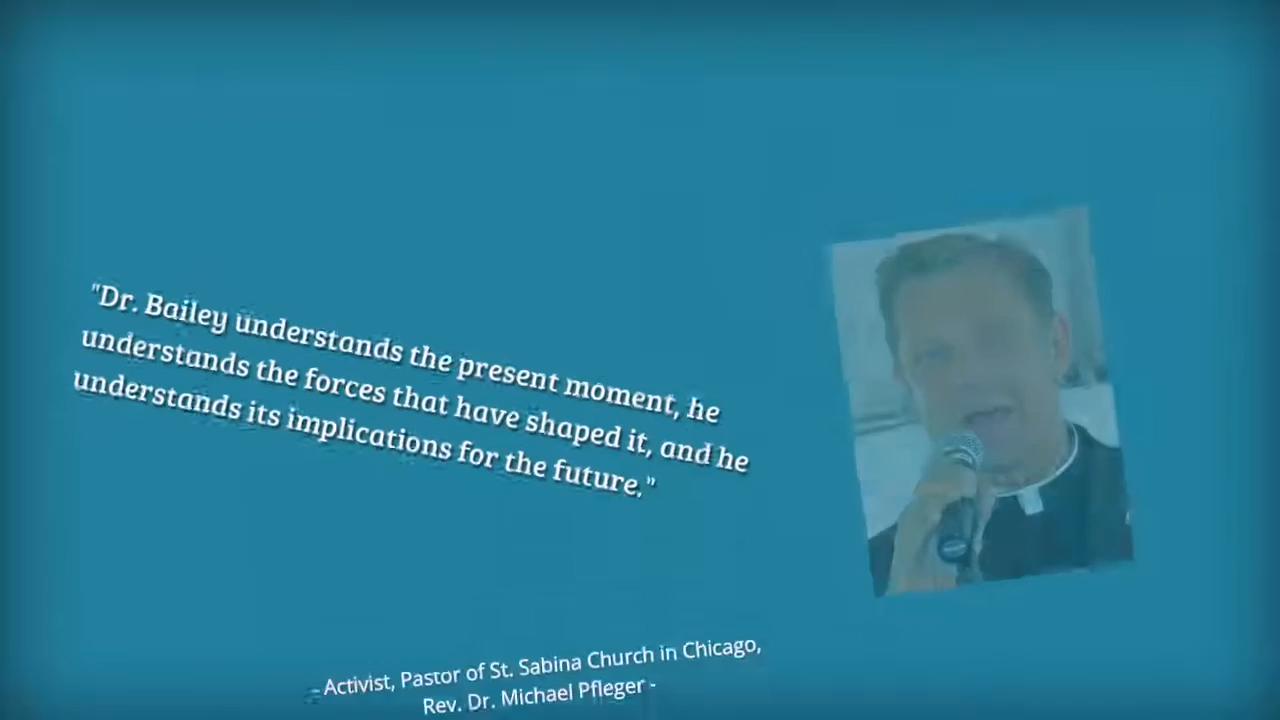 "Dr. Bailey understands the present moment, he
understands the forces that have shaped it, and he
understands its implications for the future."
- Activist, Pastor of St. Sabina Church in Chicago,
Rev. Dr. Michael Pfleger -